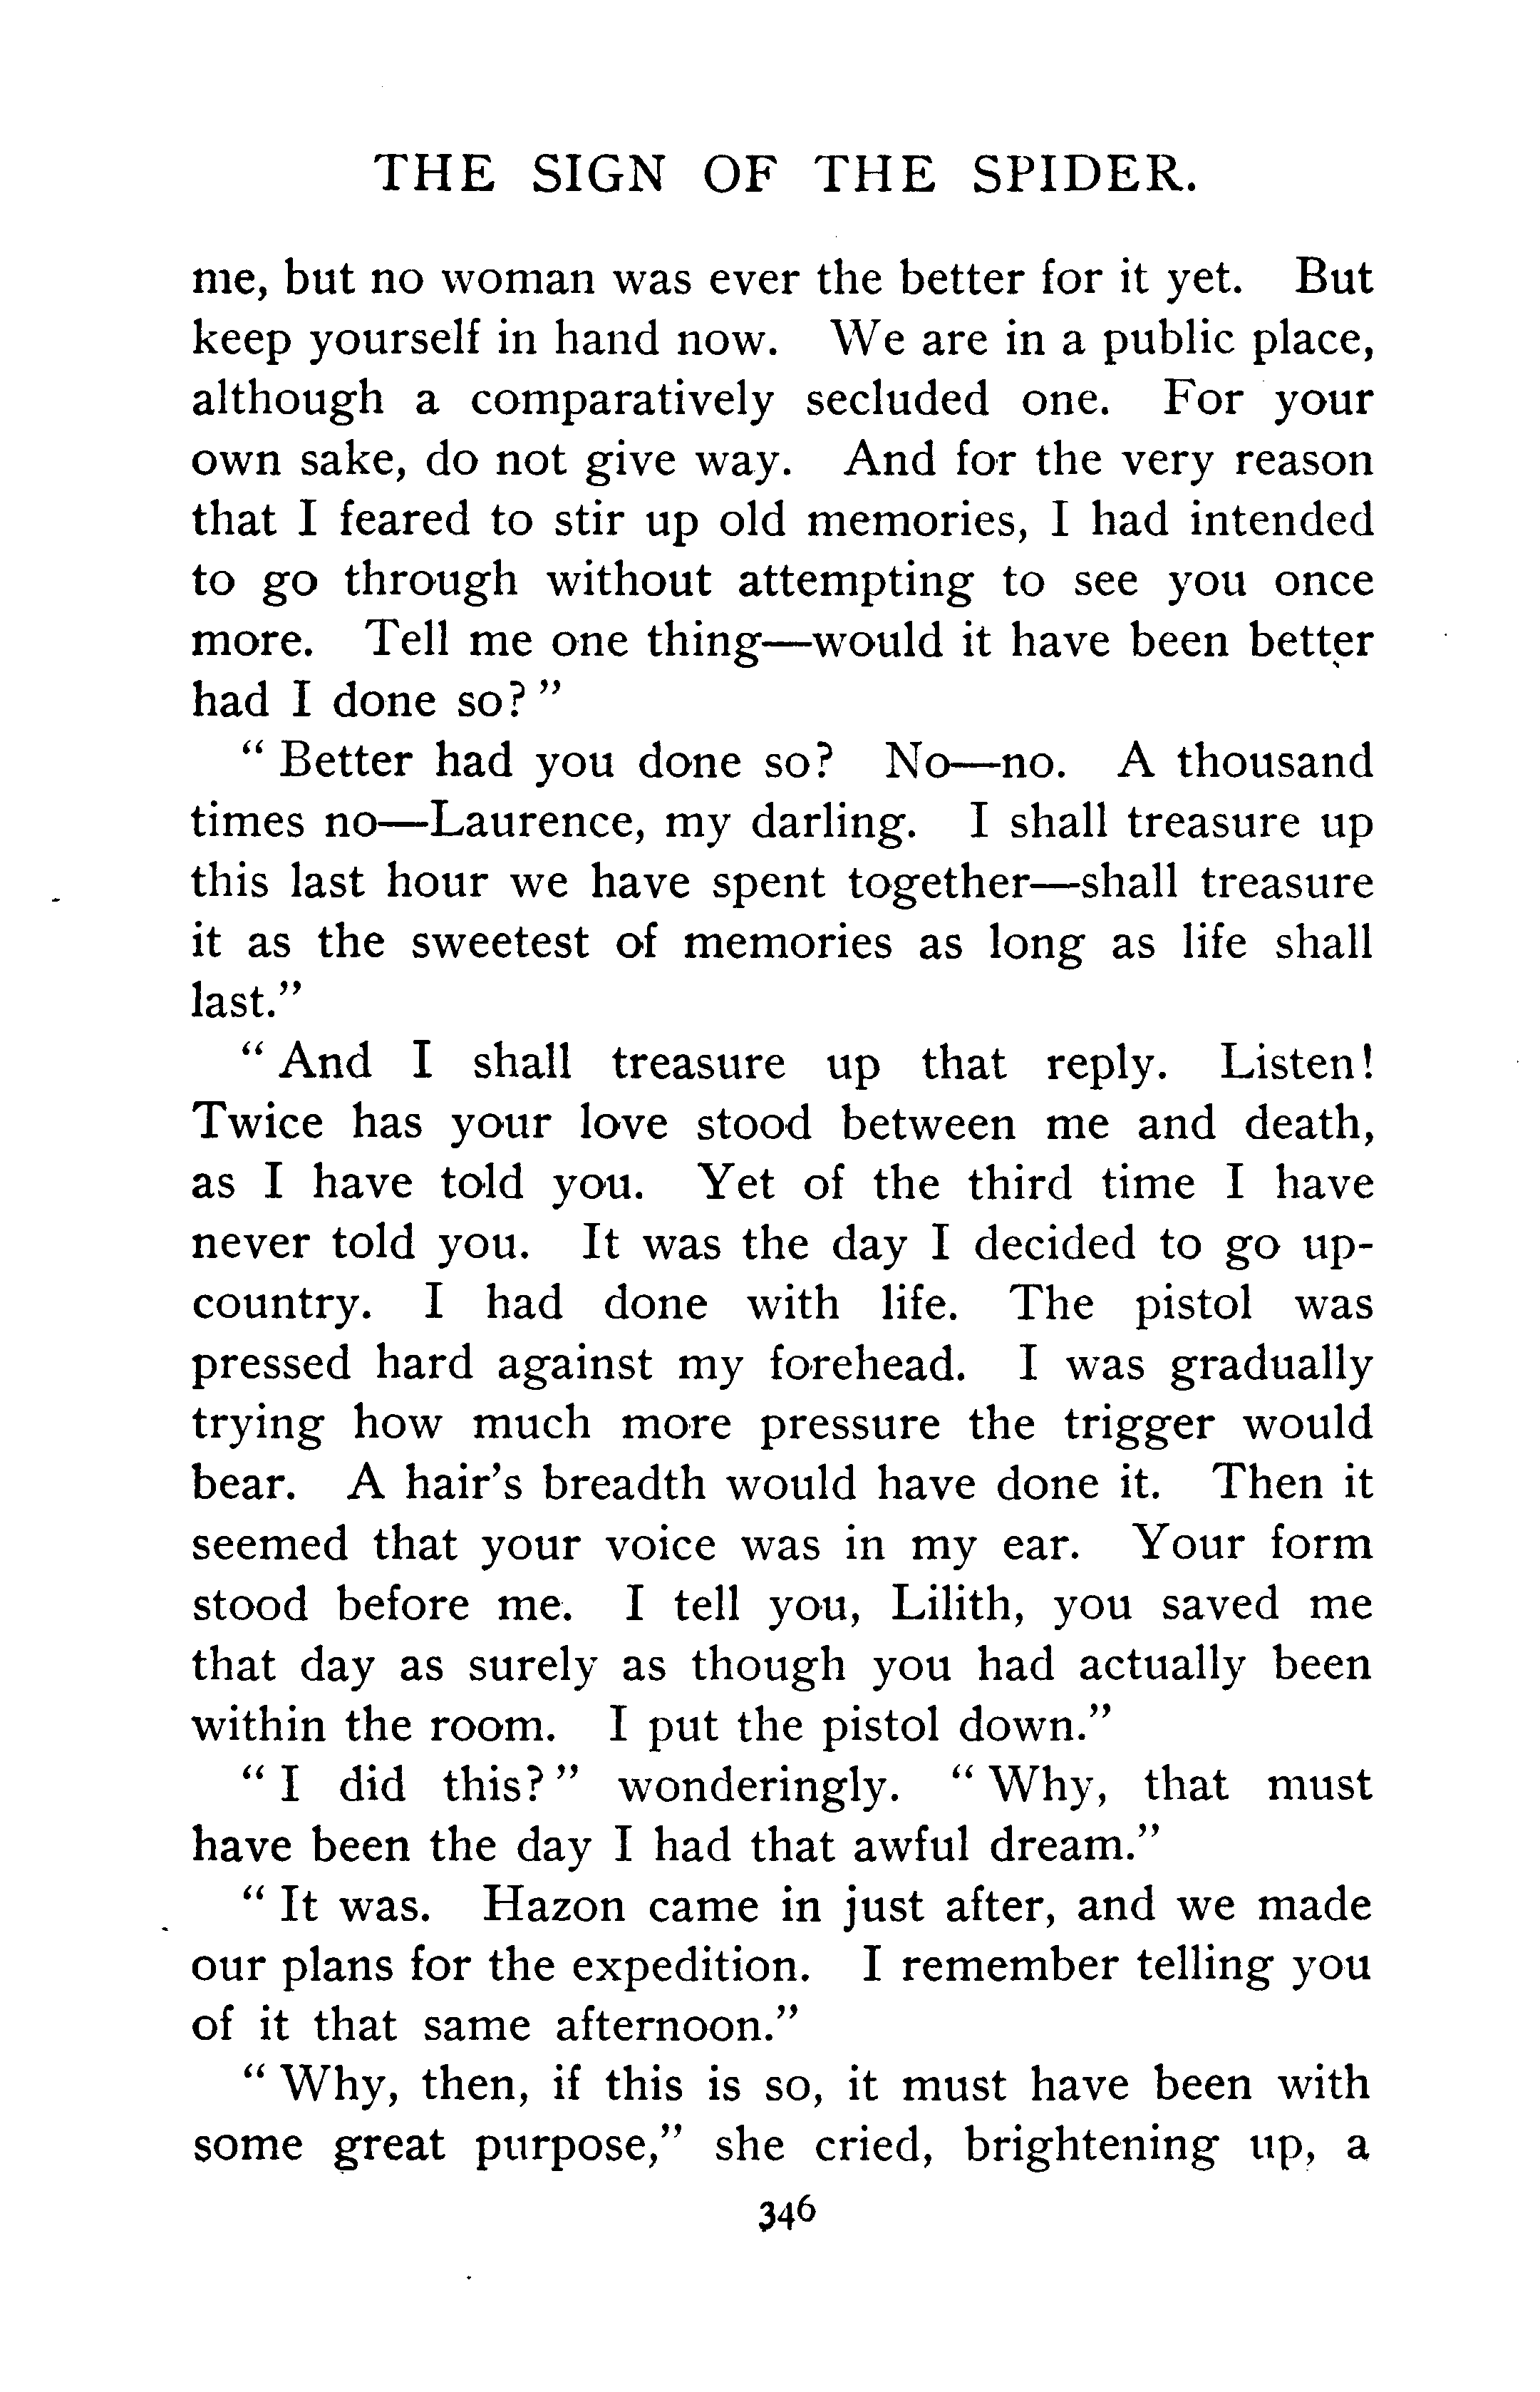 THE SIGN OF THE SPIDER.
me, but no woman was ever the better for it yet. But
keep yourself in hand now. We are in a public place,
although a comparatively secluded one. For your
own sake, do not give way. And for the very reason
that I feared to stir up old memories, I had intended
to go through without attempting to see you once
more. Tell me one thing—would it have been better
had I done so?”
“Better had you done so? No—no. A thousand
times no—Laurence, my darling. I shall treasure up
this last hour we have spent together—shall treasure
it as the sweetest of memories as long as life shall
last.”
“And I shall treasure up that reply. Listen!
Twice has your love stood between me and death,
as I have told you. Yet of the third time I have
never told you. It was the day I decided to go up-
country. I had done with life. The pistol was
pressed hard against my forehead. I was gradually
trying how much more pressure the trigger would
bear. A hair’s breadth would have done it. Then it
seemed that your voice was in my ear. Your form
stood before me. I tell you, Lilith, you saved me
that day as surely as though you had actually been
within the room. I put the pistol down.”
“I did this?” wonderingly. “Why, that must
have been the day I had that awful dream.”
“It was. Hazon came in just after, and we made
our plans for the expedition. I remember telling you
of it that same afternoon.”
“Why, then, if this is so, it must have been with
some great purpose,” she cried, brightening up, a
346